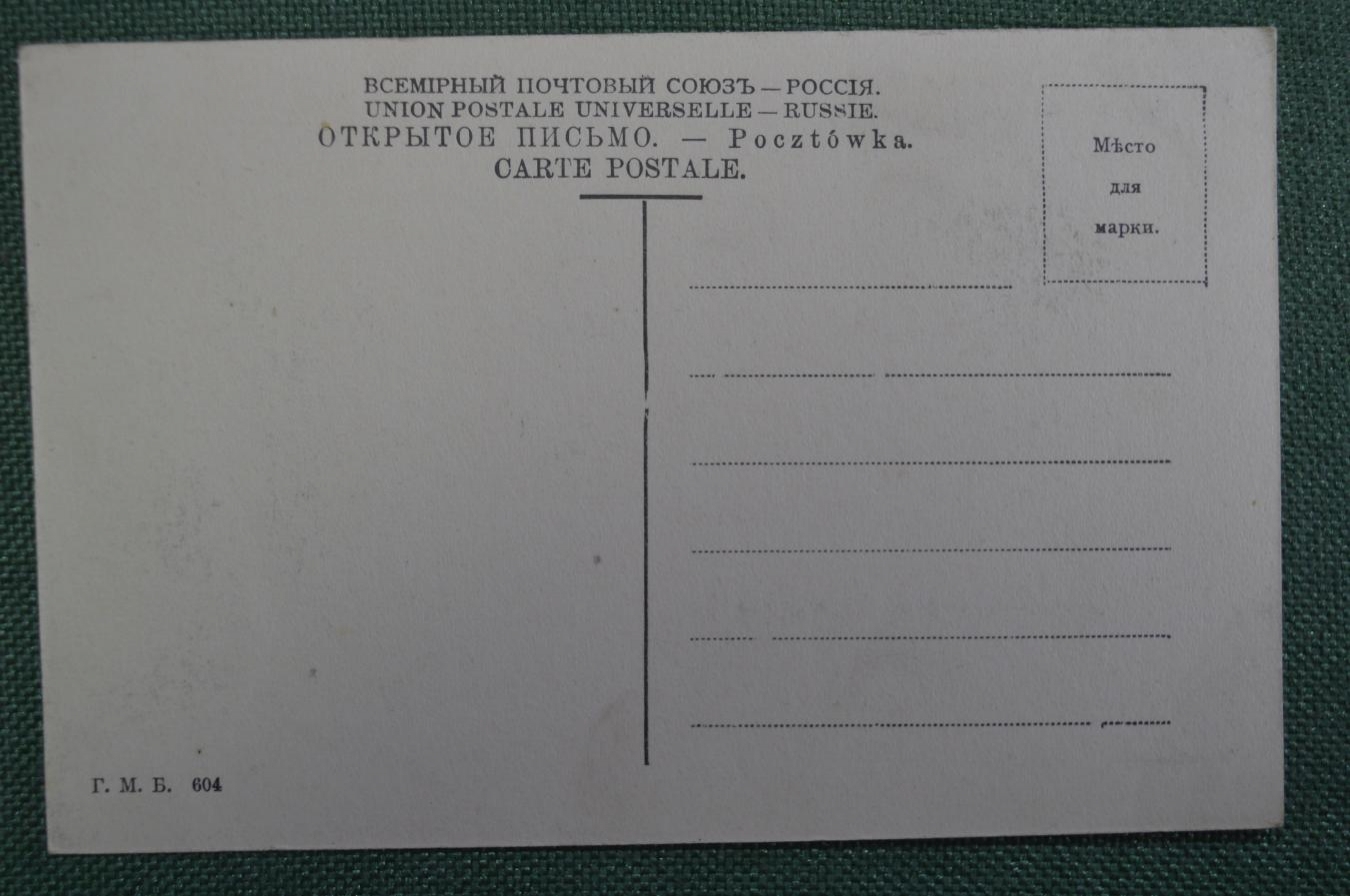 ВСЕМІРНЫЙ ПОЧТОВЫЙ СОЮЗЪ — РОССІЯ.
UNION POSTALE UNIVERSELLE — RUSSIE.
ОТКРЫТОЕ ПИСЬМО. — Pocztówka.
CARTE POSTALE.
Мѣсто
для
марки.
Г. М. Б. 604